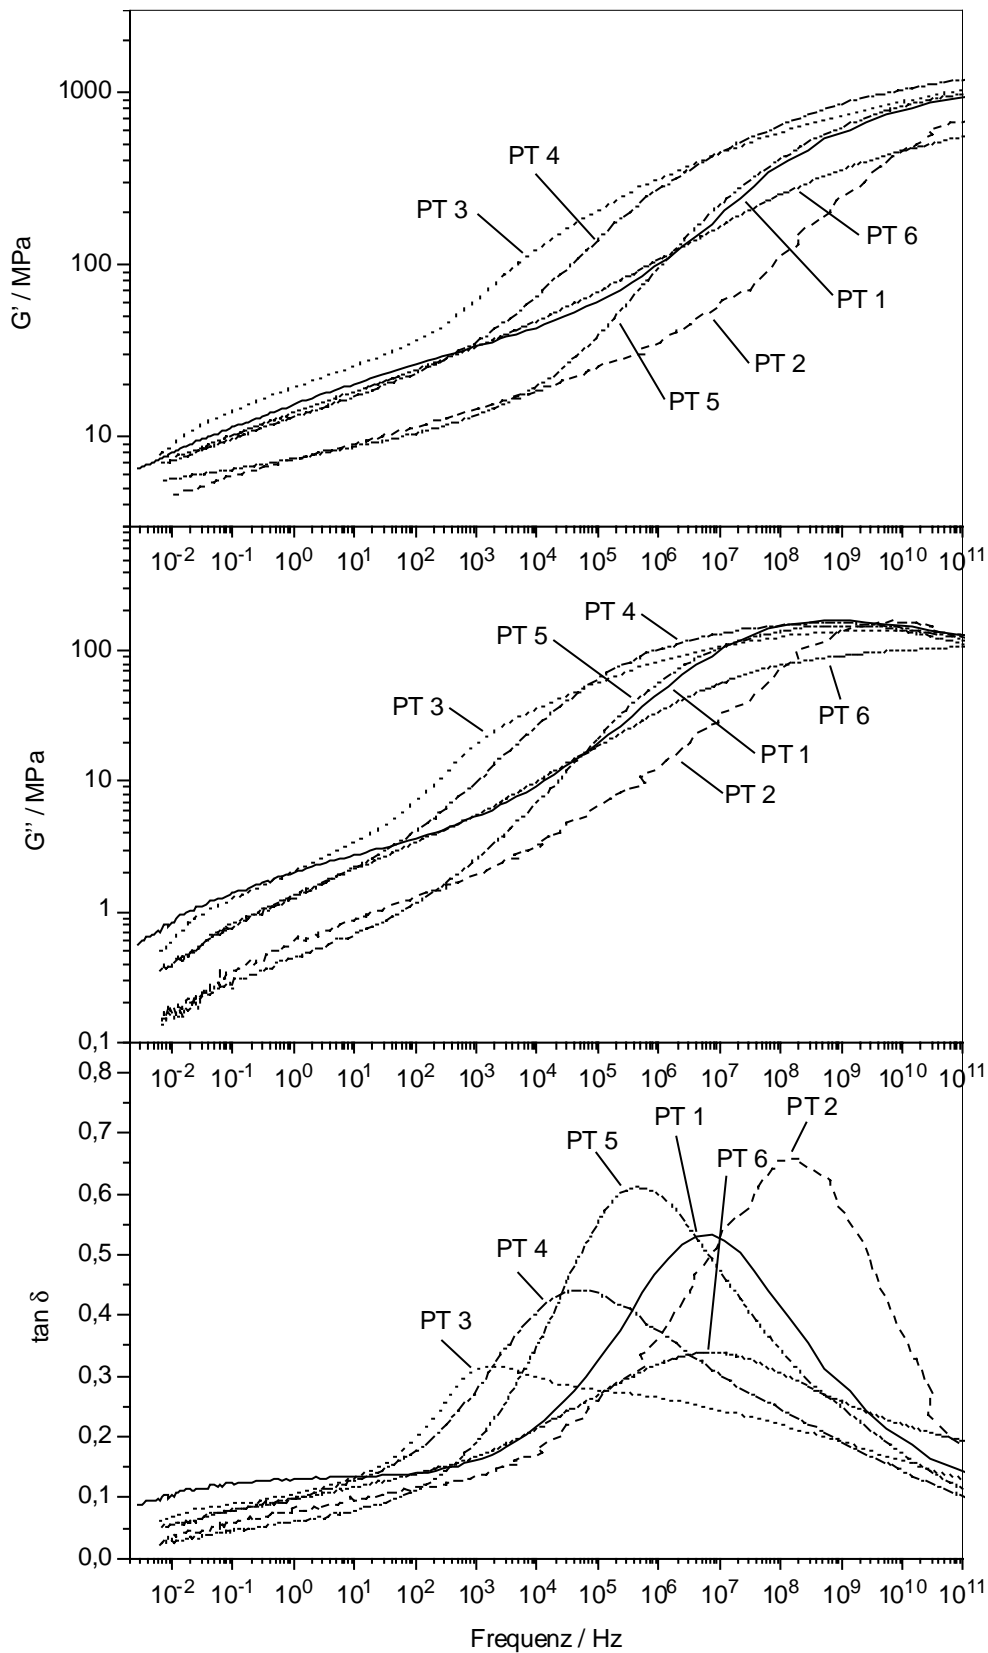 1000
PT 4
PT 3
PT 6
100
G' / MPa
PT 1
PT 2
PT 5
10
10-2 10-1 100 101 102 103 104 105 106 107 108 109 1010 1011
PT 4
PT 5
100
PT 3
PT 6
PT 1
10
PT 2
G'' / MPa
1
0,1
10-2 10-1 100 101 102 103 104 105 106 107 108 109 1010 1011
0,8
PT 2
PT 1
0,7
PT 5
PT 6
0,6
PT 4
0,5
PT 3
tan δ
0,4
0,3
0,2
0,1
0,0
10-2 10-1 100 101 102 103 104 105 106 107 108 109 1010 1011
Frequenz / Hz